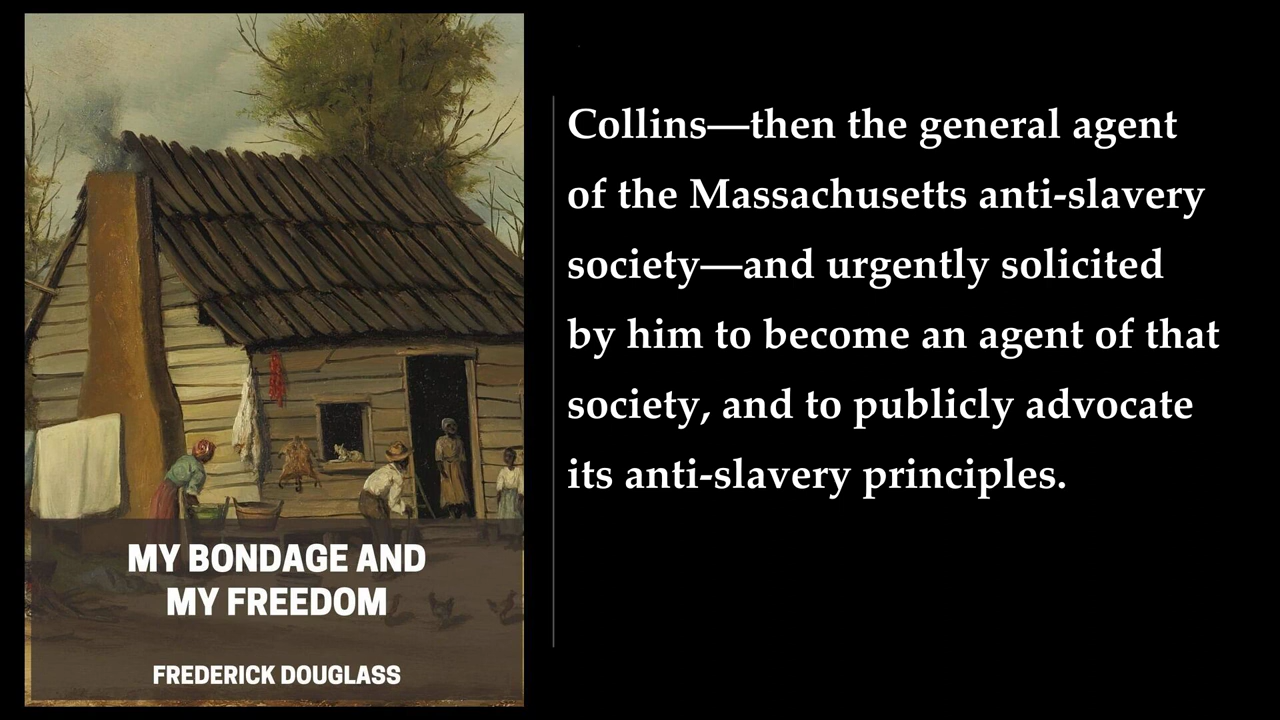 MY BONDAGE AND
MY FREEDOM
FREDERICK DOUGLASS
Collins—then the general agent
of the Massachusetts anti-slavery
society—and urgently solicited
by him to become an agent of that
society, and to publicly advocate
its anti-slavery principles.